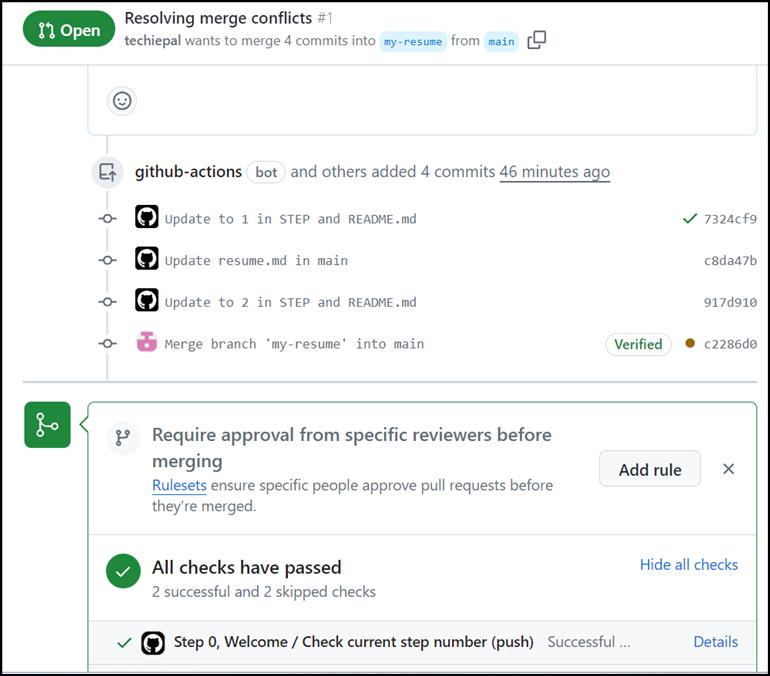 Open
Resolving merge conflicts #1
techiepal wants to merge 4 commits into my-resume from main
github-actions bot and others added 4 commits 46 minutes ago
Update to 1 in STEP and README.md 7324cf9
Update resume.md in main c8da47b
Update to 2 in STEP and README.md 917d910
Merge branch 'my-resume' into main Verified c2286d0
Require approval from specific reviewers before
merging
Rulesets ensure specific people approve pull requests before
they're merged.
Add rule
All checks have passed
2 successful and 2 skipped checks
Hide all checks
Step 0, Welcome / Check current step number (push) Successful ... Details